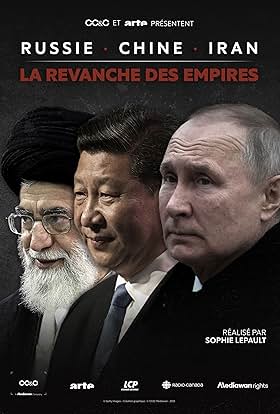 CC&C ET arte PRÉSENTENT
RUSSIE · CHINE · IRAN
LA REVANCHE DES EMPIRES
RÉALISÉ PAR
SOPHIE LEPAULT
CC&C arte LCP RADIO-CANADA Mediawan rights